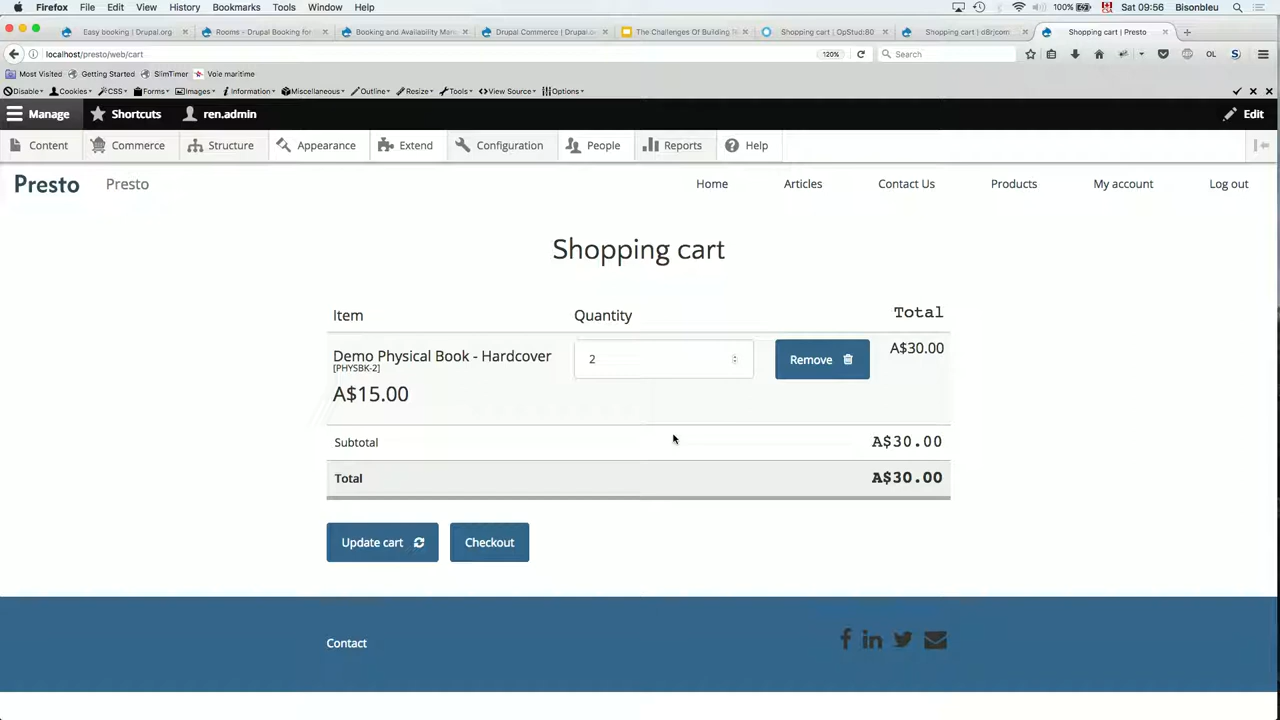 Firefox File Edit View History Bookmarks Tools Window Help 100% Sat 09:56 Bisonbleu
Easy booking | Drupal.org Rooms - Drupal Booking for Booking and Availability Man Drupal Commerce | Drupal.o The Challenges Of Building Shopping cart | OpStud:80 Shopping cart | d8rjcom Shopping cart | Presto
localhost/presto/web/cart 120% Search OL S
Most Visited Getting Started SlimTimer Voie maritime
Disable Cookies CSS Forms Images Information Miscellaneous Outline Resize Tools View Source Options
Manage Shortcuts ren.admin Edit
Content Commerce Structure Appearance Extend Configuration People Reports Help
Presto Presto Home Articles Contact Us Products My account Log out
Shopping cart
Item Quantity Total
Demo Physical Book - Hardcover 2 Remove A$30.00
[PHYSBK-2]
A$15.00
Subtotal A$30.00
Total A$30.00
Update cart Checkout
Contact